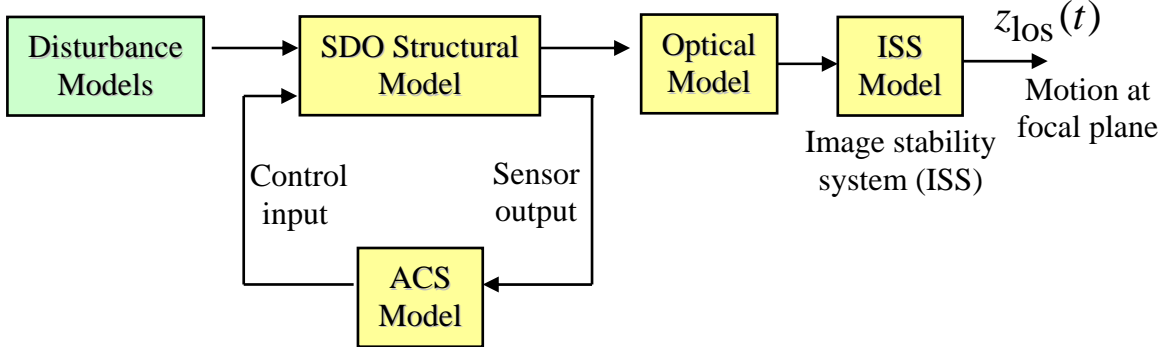 Disturbance
Models
SDO Structural
Model
Optical
Model
ISS
Model
z_los(t)
Motion at
focal plane
Image stability
system (ISS)
Control
input
Sensor
output
ACS
Model